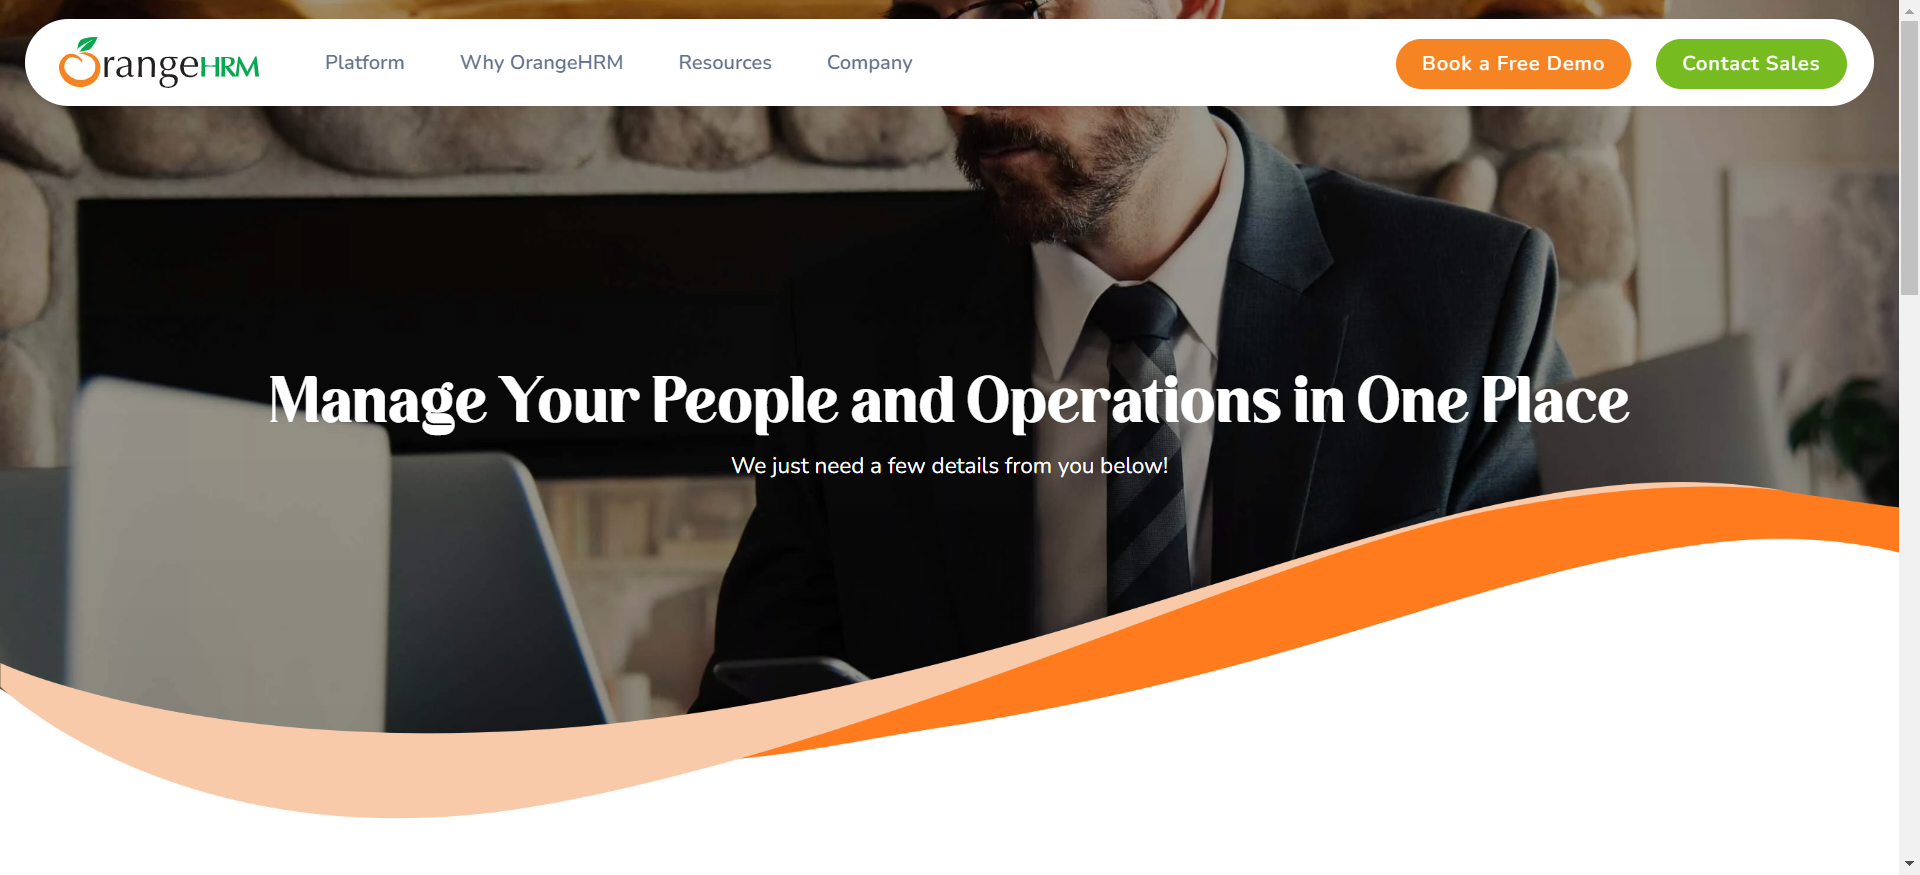 OrangeHRM
Platform
Why OrangeHRM
Resources
Company
Book a Free Demo
Contact Sales
Manage Your People and Operations in One Place
We just need a few details from you below!